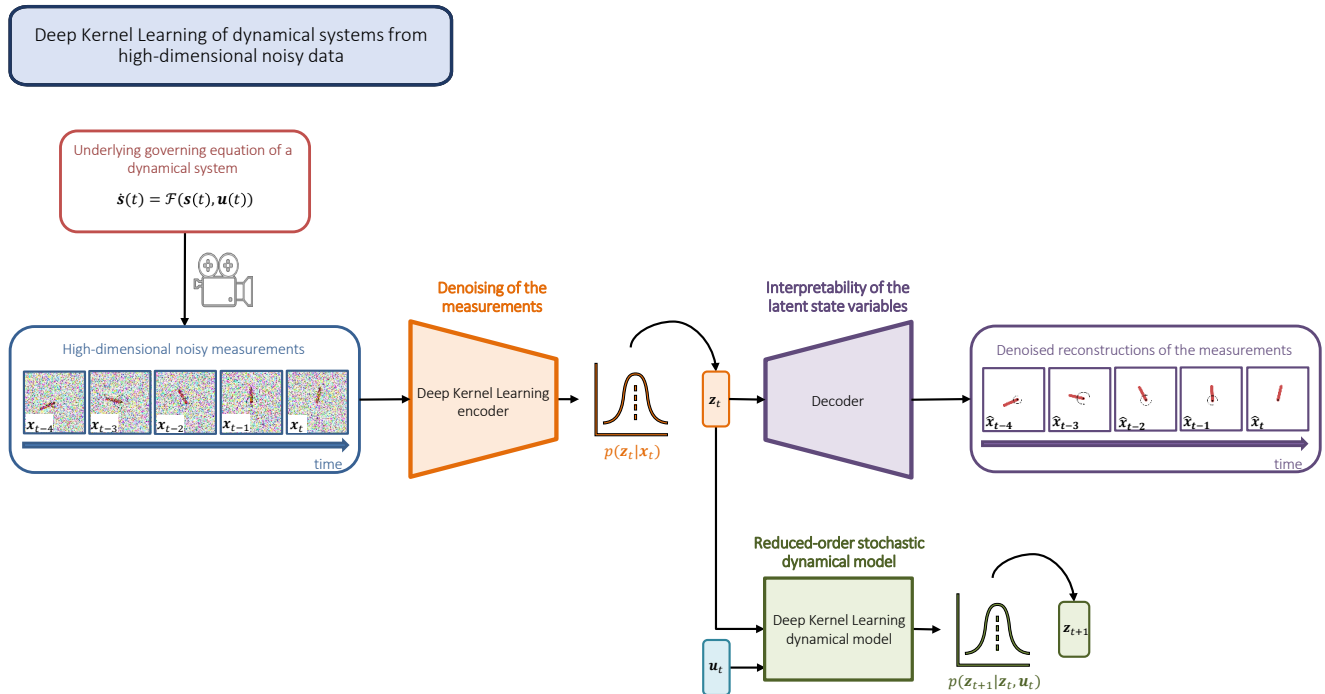 Deep Kernel Learning of dynamical systems from
high-dimensional noisy data
Underlying governing equation of a
dynamical system
ṡ(t) = ℱ(s(t), u(t))
High-dimensional noisy measurements
x_{t−4}
x_{t−3}
x_{t−2}
x_{t−1}
x_t
time
Denoising of the
measurements
Deep Kernel Learning
encoder
p(z_t|x_t)
z_t
Interpretability of the
latent state variables
Decoder
Denoised reconstructions of the measurements
x̂_{t−4}
x̂_{t−3}
x̂_{t−2}
x̂_{t−1}
x̂_t
time
Reduced-order stochastic
dynamical model
Deep Kernel Learning
dynamical model
u_t
p(z_{t+1}|z_t, u_t)
z_{t+1}